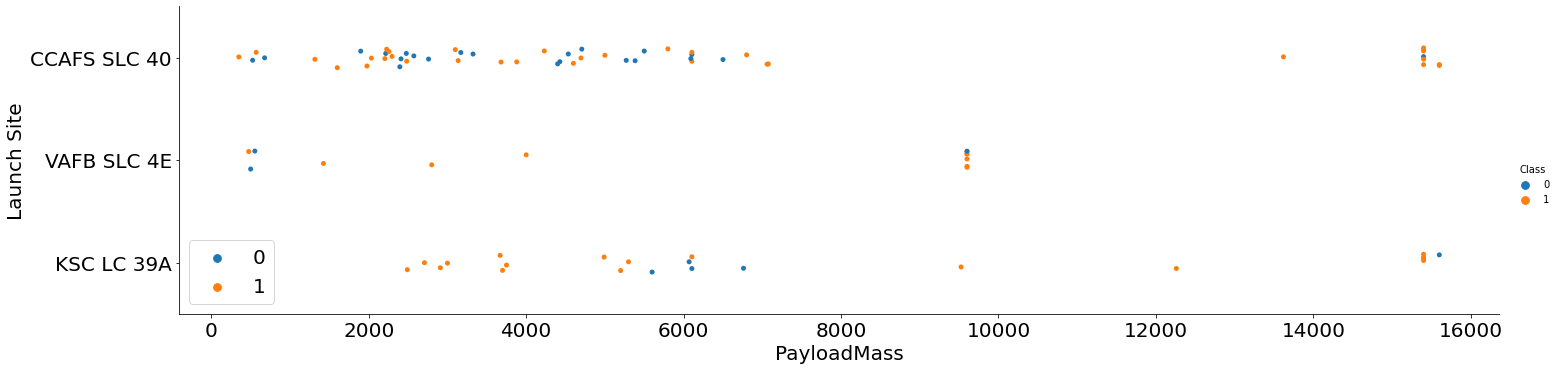 Launch Site
CCAFS SLC 40
VAFB SLC 4E
KSC LC 39A
0
1
0 2000 4000 6000 8000 10000 12000 14000 16000
PayloadMass
Class
0
1